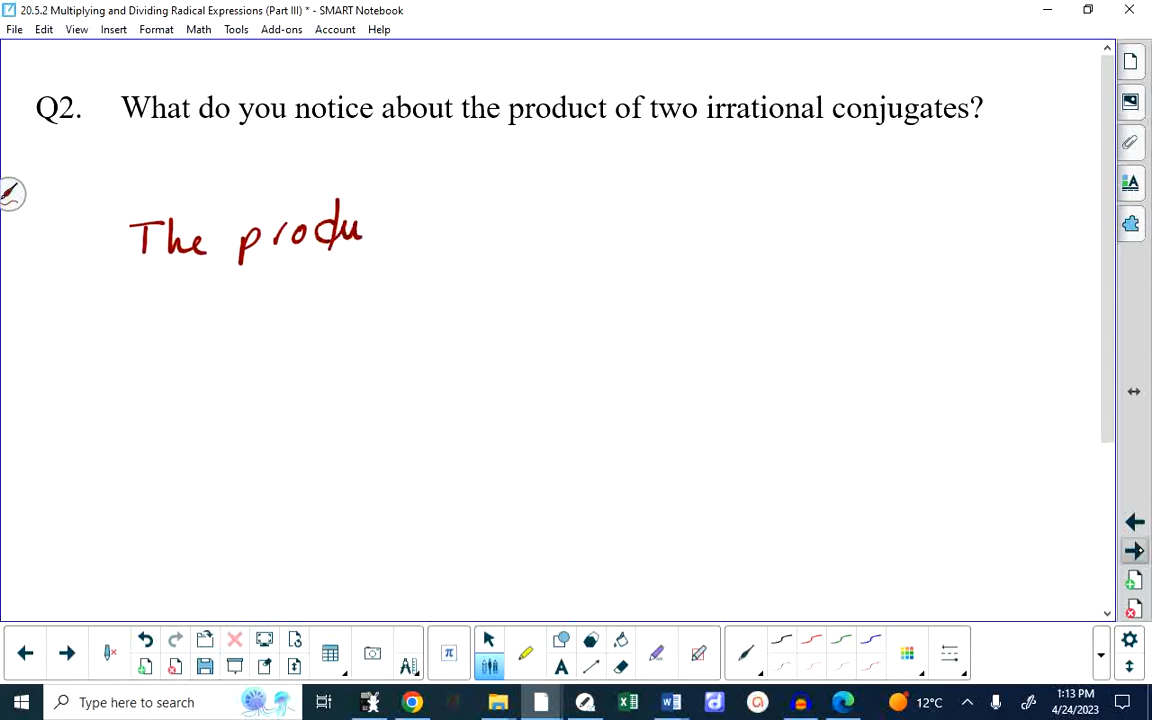 20.5.2 Multiplying and Dividing Radical Expressions (Part III) * - SMART Notebook
File Edit View Insert Format Math Tools Add-ons Account Help
Q2. What do you notice about the product of two irrational conjugates?
The produ
Type here to search
12°C
1:13 PM
4/24/2023